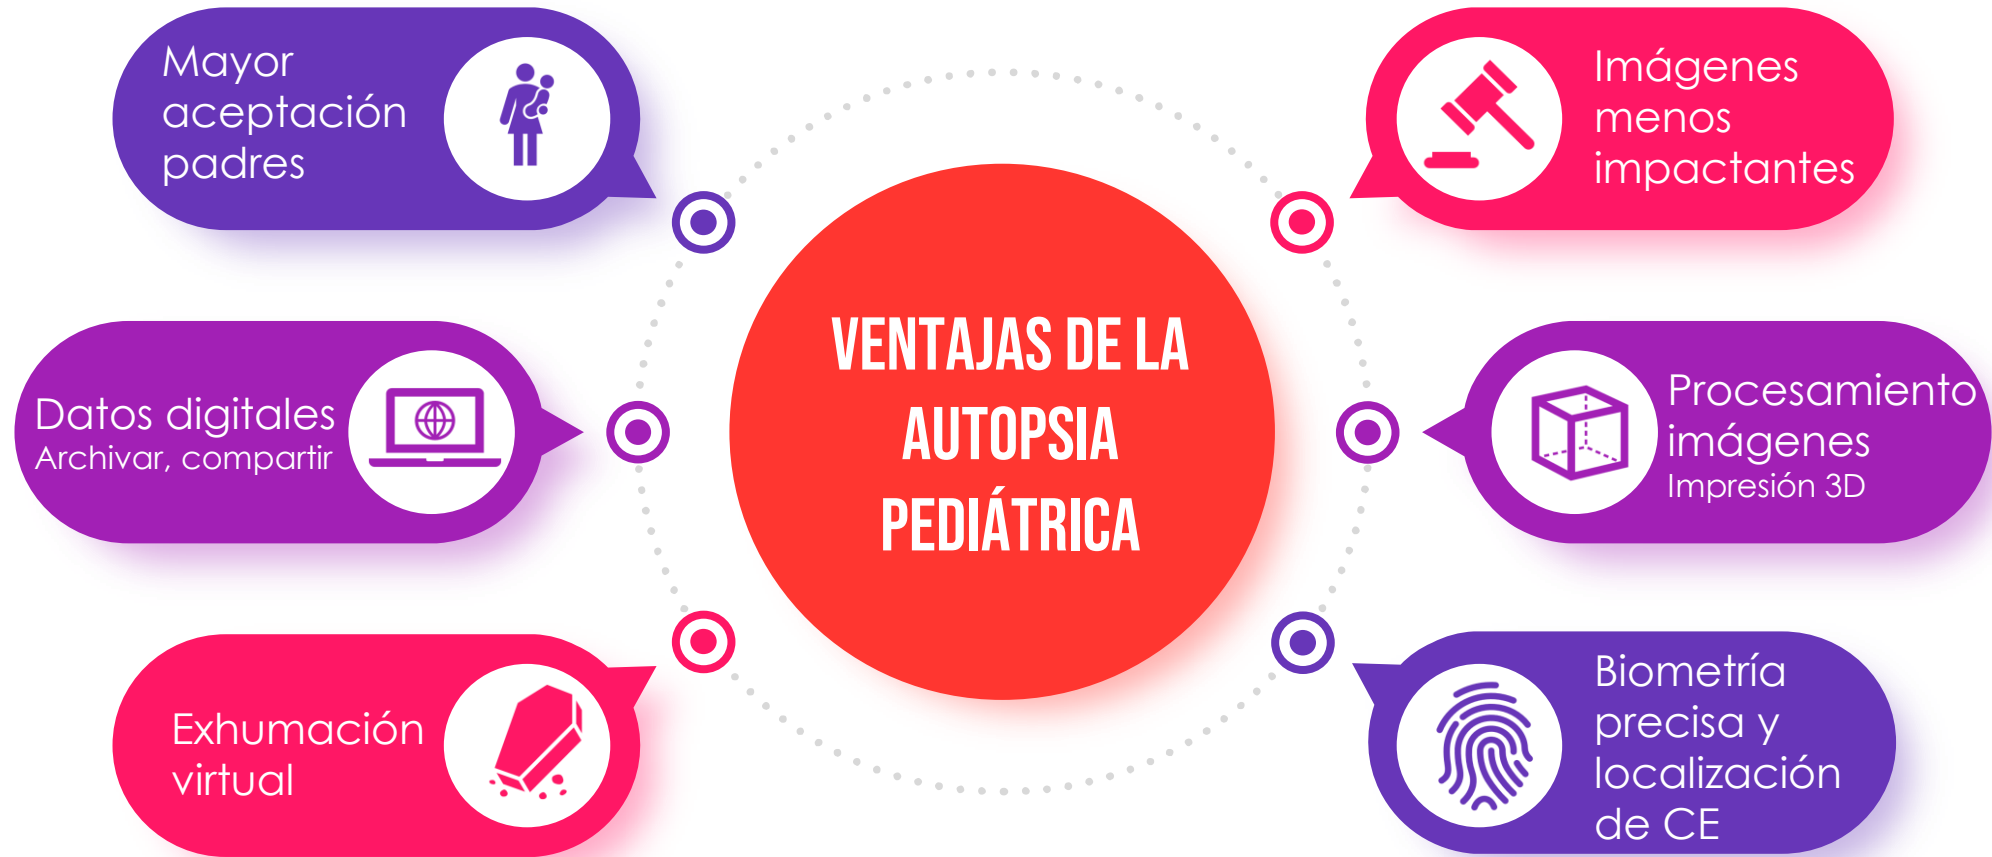 Mayor
aceptación
padres
Imágenes
menos
impactantes
VENTAJAS DE LA
AUTOPSIA
PEDIÁTRICA
Datos digitales
Archivar, compartir
Procesamiento
imágenes
Impresión 3D
Exhumación
virtual
Biometría
precisa y
localización
de CE